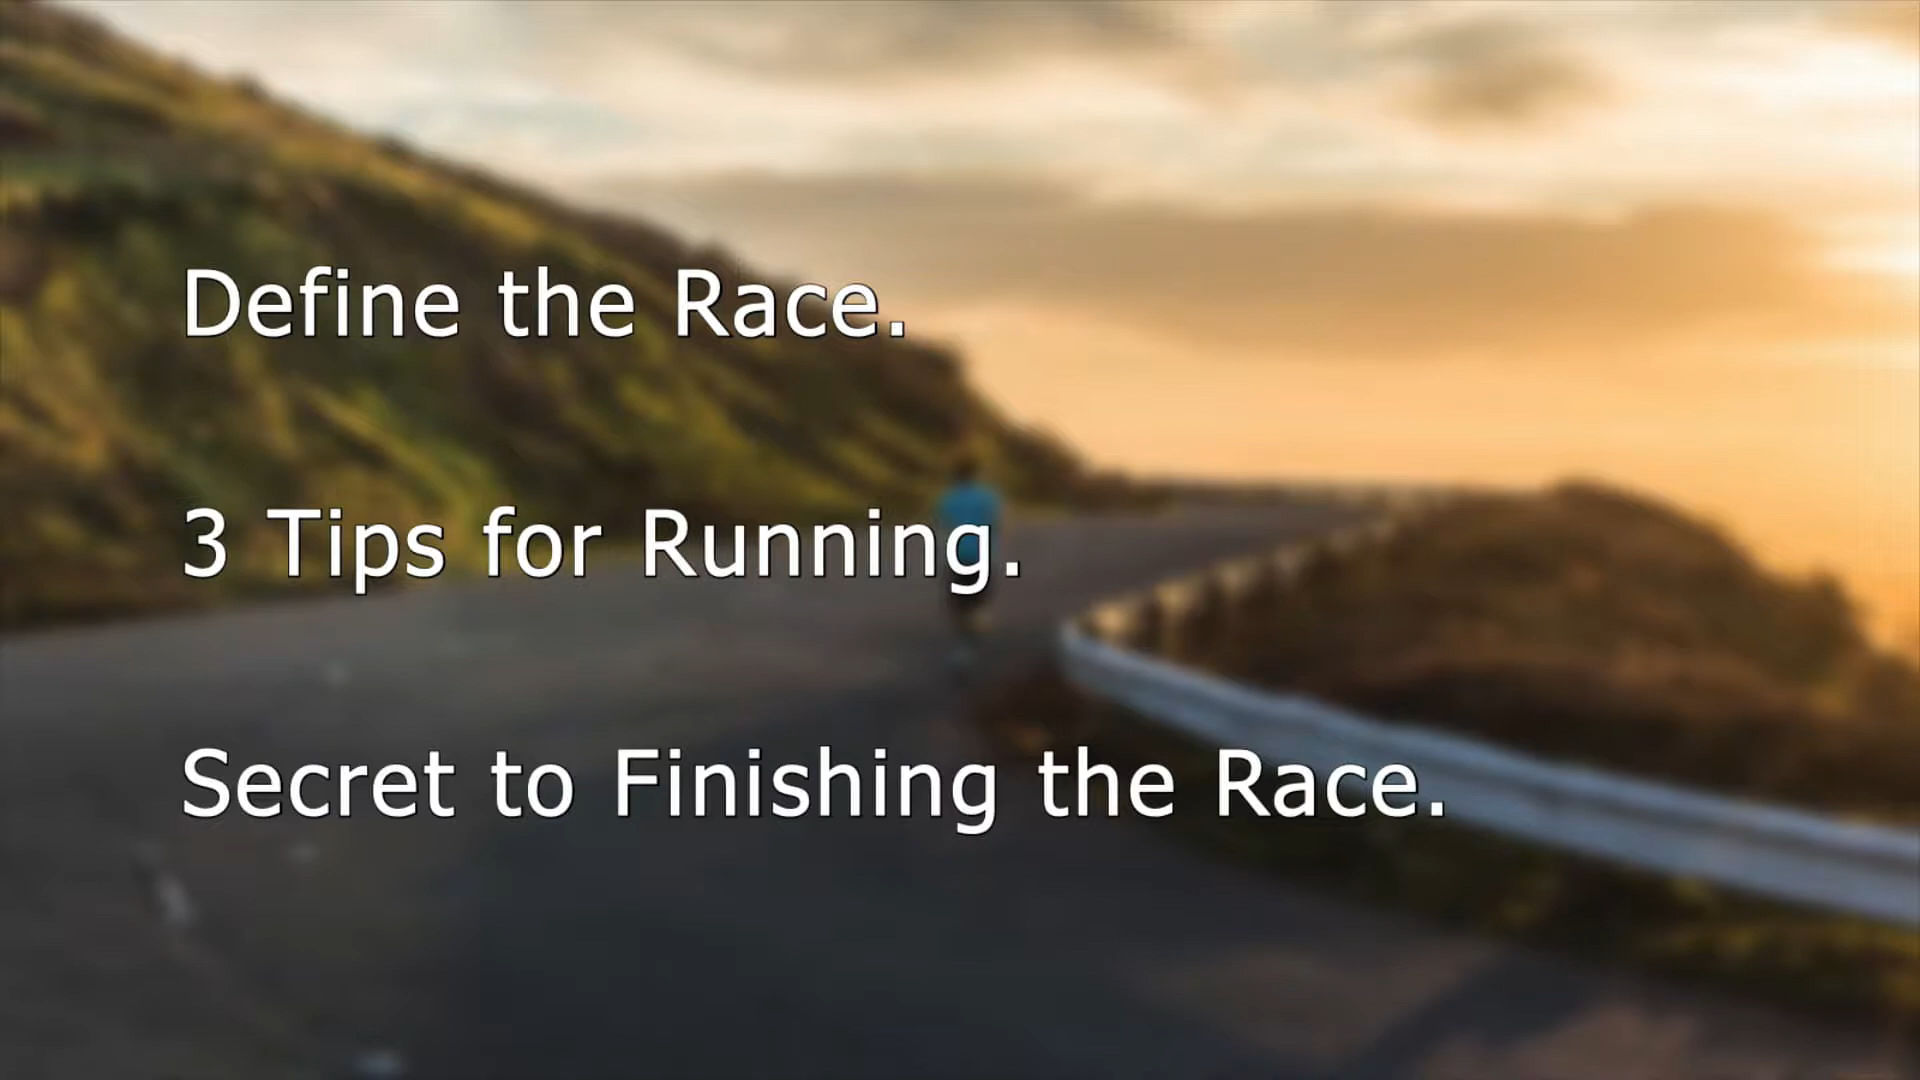 Define the Race.
3 Tips for Running.
Secret to Finishing the Race.